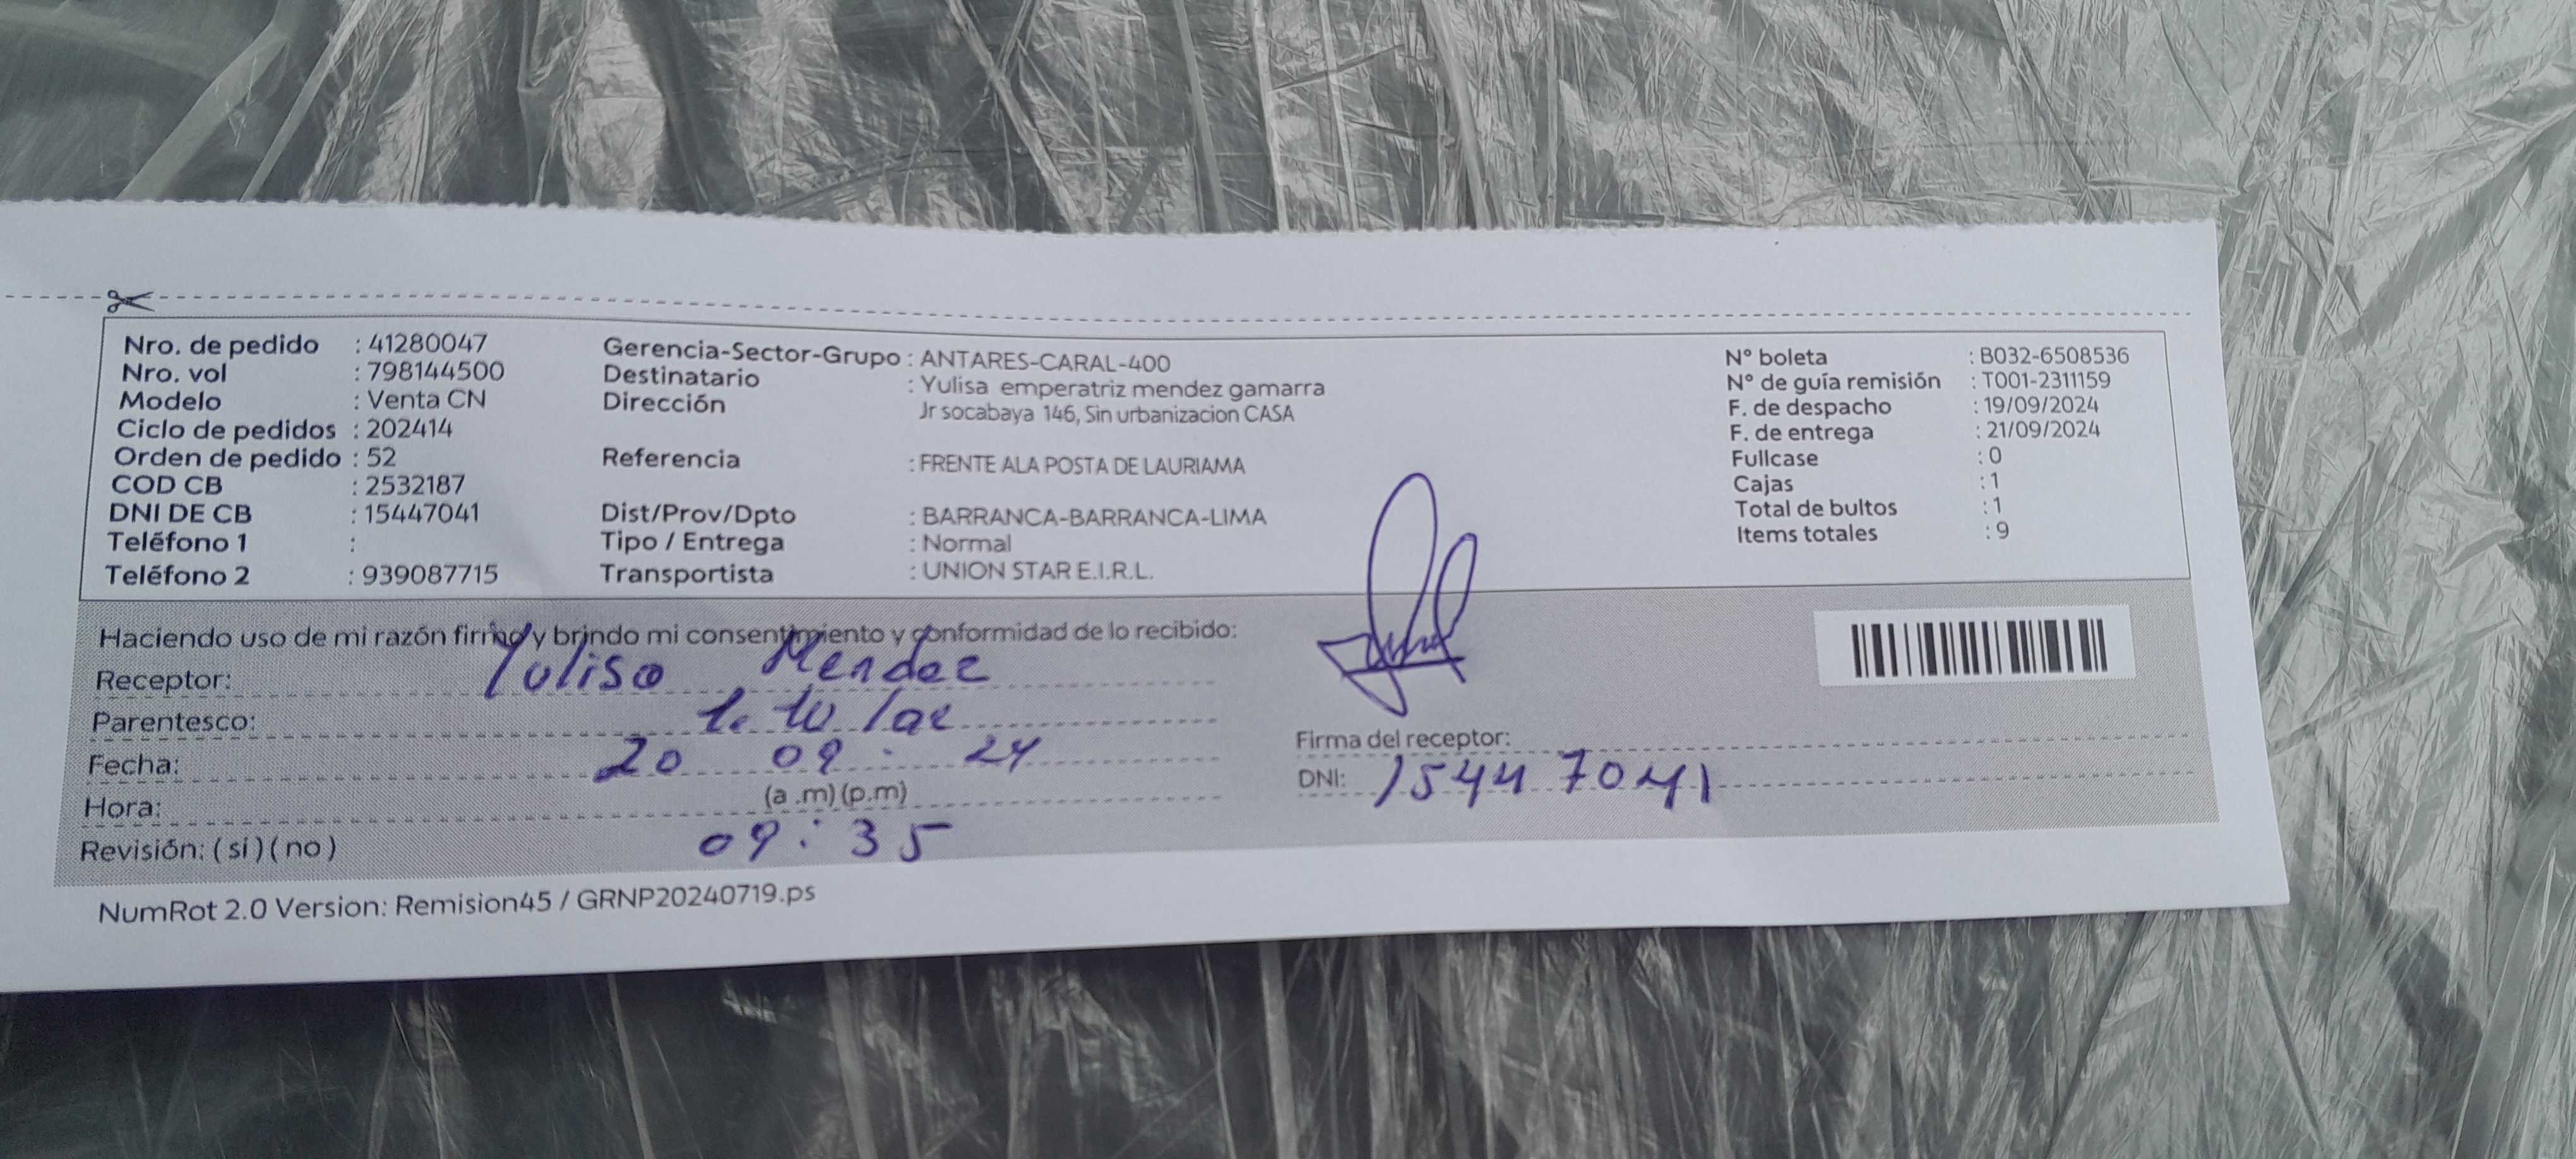 Nro. de pedido : 41280047
Nro. vol : 798144500
Modelo : Venta CN
Ciclo de pedidos : 202414
Orden de pedido : 52
COD CB : 2532187
DNI DE CB : 15447041
Teléfono 1 :
Teléfono 2 : 939087715
Gerencia-Sector-Grupo : ANTARES-CARAL-400
Destinatario : Yulisa emperatriz mendez gamarra
Dirección Jr socabaya 146, Sin urbanizacion CASA
Referencia : FRENTE ALA POSTA DE LAURIAMA
Dist/Prov/Dpto : BARRANCA-BARRANCA-LIMA
Tipo / Entrega : Normal
Transportista : UNION STAR E.I.R.L.
N° boleta : B032-6508536
N° de guía remisión : T001-2311159
F. de despacho : 19/09/2024
F. de entrega : 21/09/2024
Fullcase : 0
Cajas : 1
Total de bultos : 1
Items totales : 9
Haciendo uso de mi razón firmo y brindo mi consentimiento y conformidad de lo recibido:
Receptor: Yulisa Mendez
Parentesco:
Fecha: 20 09 24
Hora: (a .m) (p.m)
09:35
Revisión: ( si ) ( no )
Firma del receptor:
DNI: 15447041
NumRot 2.0 Version: Remision45 / GRNP20240719.ps